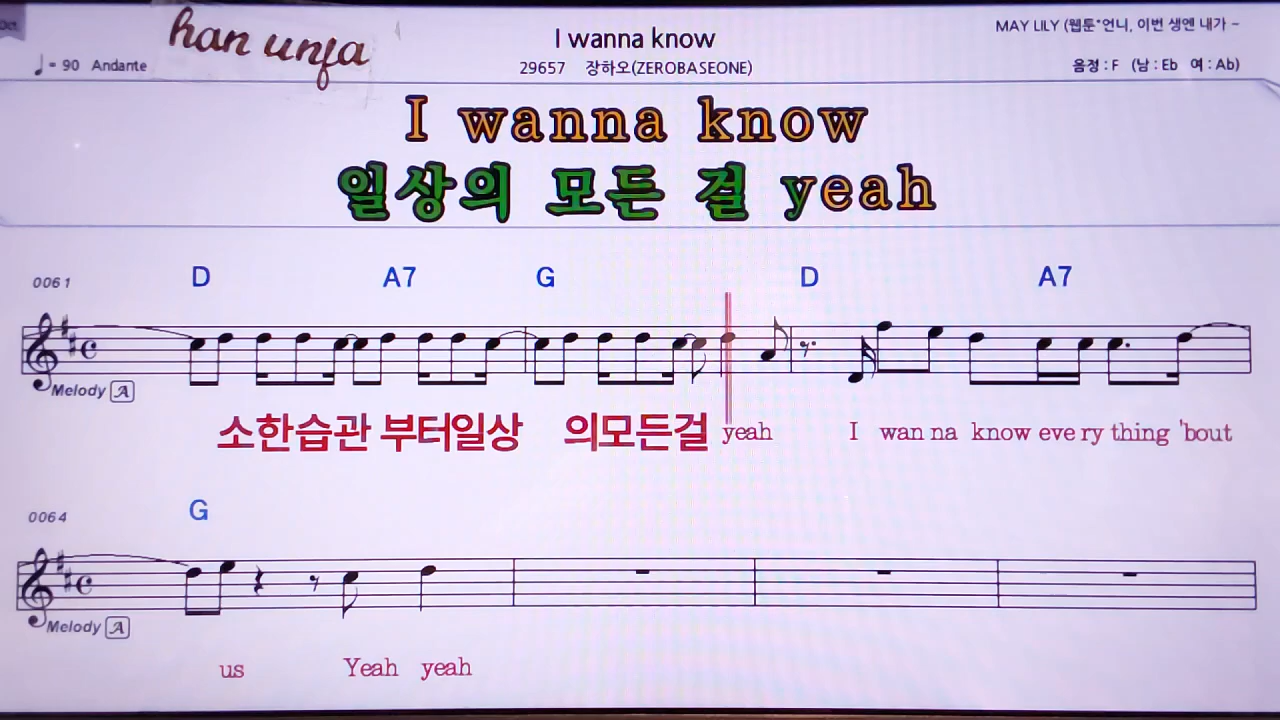 han unfa
I wanna know
MAY LILY (웹툰"언니, 이번 생엔 내가 ~
♩= 90 Andante
29657 장하오(ZEROBASEONE)
음정 : F (남 : Eb 여 : Ab)
I wanna know
일상의 모든 걸 yeah
0061 D A7 G D A7
Melody A
소한습관 부터일상 의모든걸 yeah I wan na know eve ry thing 'bout
0064 G
Melody A
us Yeah yeah